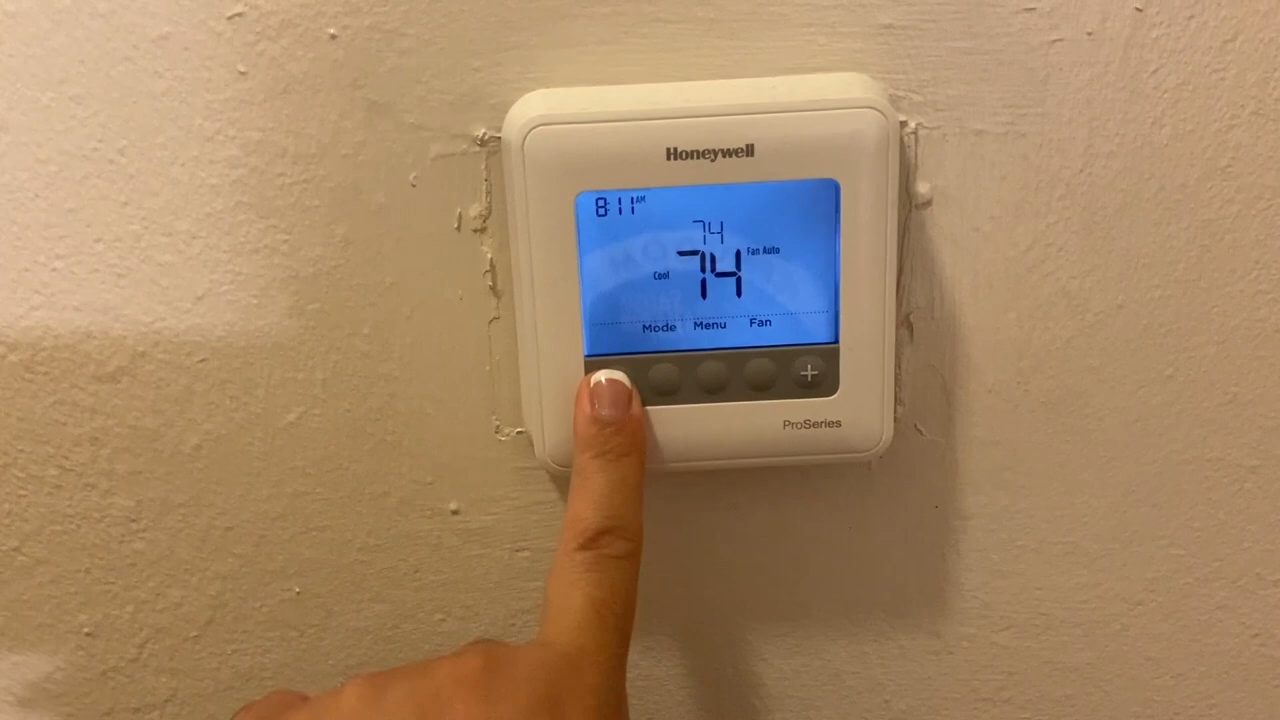 Honeywell
8:11 AM
74
Cool 74 Fan Auto
Mode Menu Fan
+
ProSeries